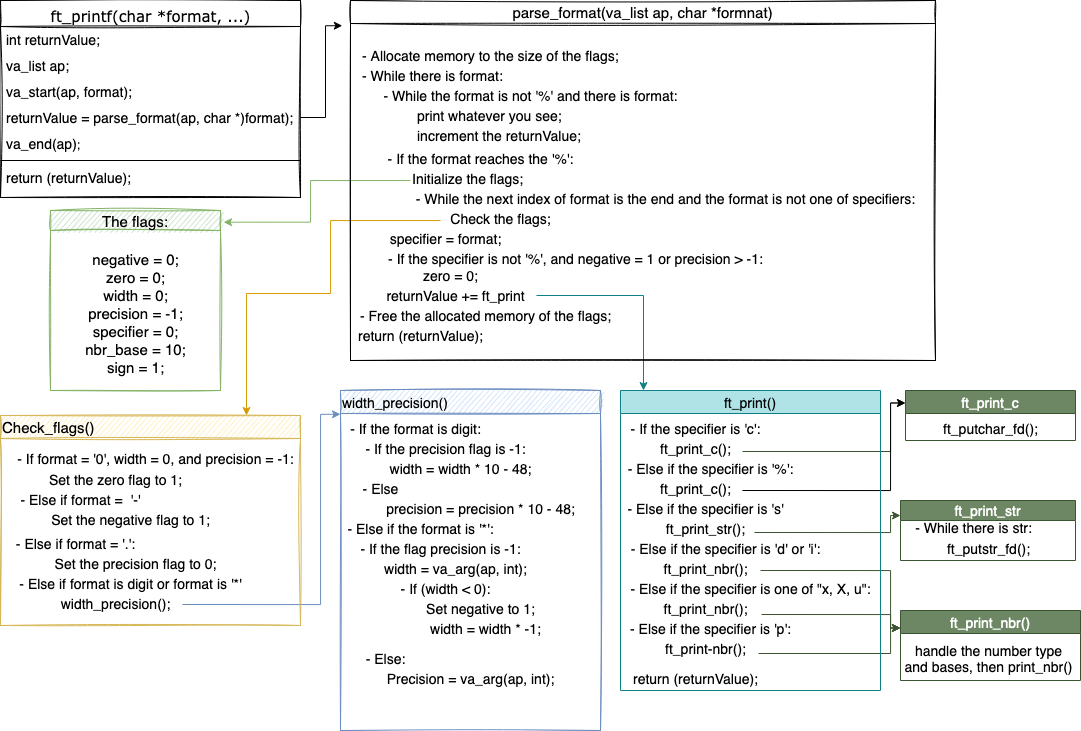 ft_printf(char *format, ...)
int returnValue;
va_list ap;
va_start(ap, format);
returnValue = parse_format(ap, char *)format);
va_end(ap);
return (returnValue);
parse_format(va_list ap, char *formnat)
- Allocate memory to the size of the flags;
- While there is format:
- While the format is not '%' and there is format:
print whatever you see;
increment the returnValue;
- If the format reaches the '%':
Initialize the flags;
- While the next index of format is the end and the format is not one of specifiers:
Check the flags;
specifier = format;
- If the specifier is not '%', and negative = 1 or precision > -1:
zero = 0;
returnValue += ft_print
- Free the allocated memory of the flags;
return (returnValue);
The flags:
negative = 0;
zero = 0;
width = 0;
precision = -1;
specifier = 0;
nbr_base = 10;
sign = 1;
Check_flags()
- If format = '0', width = 0, and precision = -1:
Set the zero flag to 1;
- Else if format =  '-'
Set the negative flag to 1;
- Else if format = '.':
Set the precision flag to 0;
- Else if format is digit or format is '*'
width_precision();
width_precision()
- If the format is digit:
- If the precision flag is -1:
width = width * 10 - 48;
- Else
precision = precision * 10 - 48;
- Else if the format is '*':
- If the flag precision is -1:
width = va_arg(ap, int);
- If (width < 0):
Set negative to 1;
width = width * -1;
- Else:
Precision = va_arg(ap, int);
ft_print()
- If the specifier is 'c':
ft_print_c();
- Else if the specifier is '%':
ft_print_c();
- Else if the specifier is 's'
ft_print_str();
- Else if the specifier is 'd' or 'i':
ft_print_nbr();
- Else if the specifier is one of "x, X, u":
ft_print_nbr();
- Else if the specifier is 'p':
ft_print-nbr();
return (returnValue);
ft_print_c
ft_putchar_fd();
ft_print_str
- While there is str:
ft_putstr_fd();
ft_print_nbr()
handle the number type
and bases, then print_nbr()